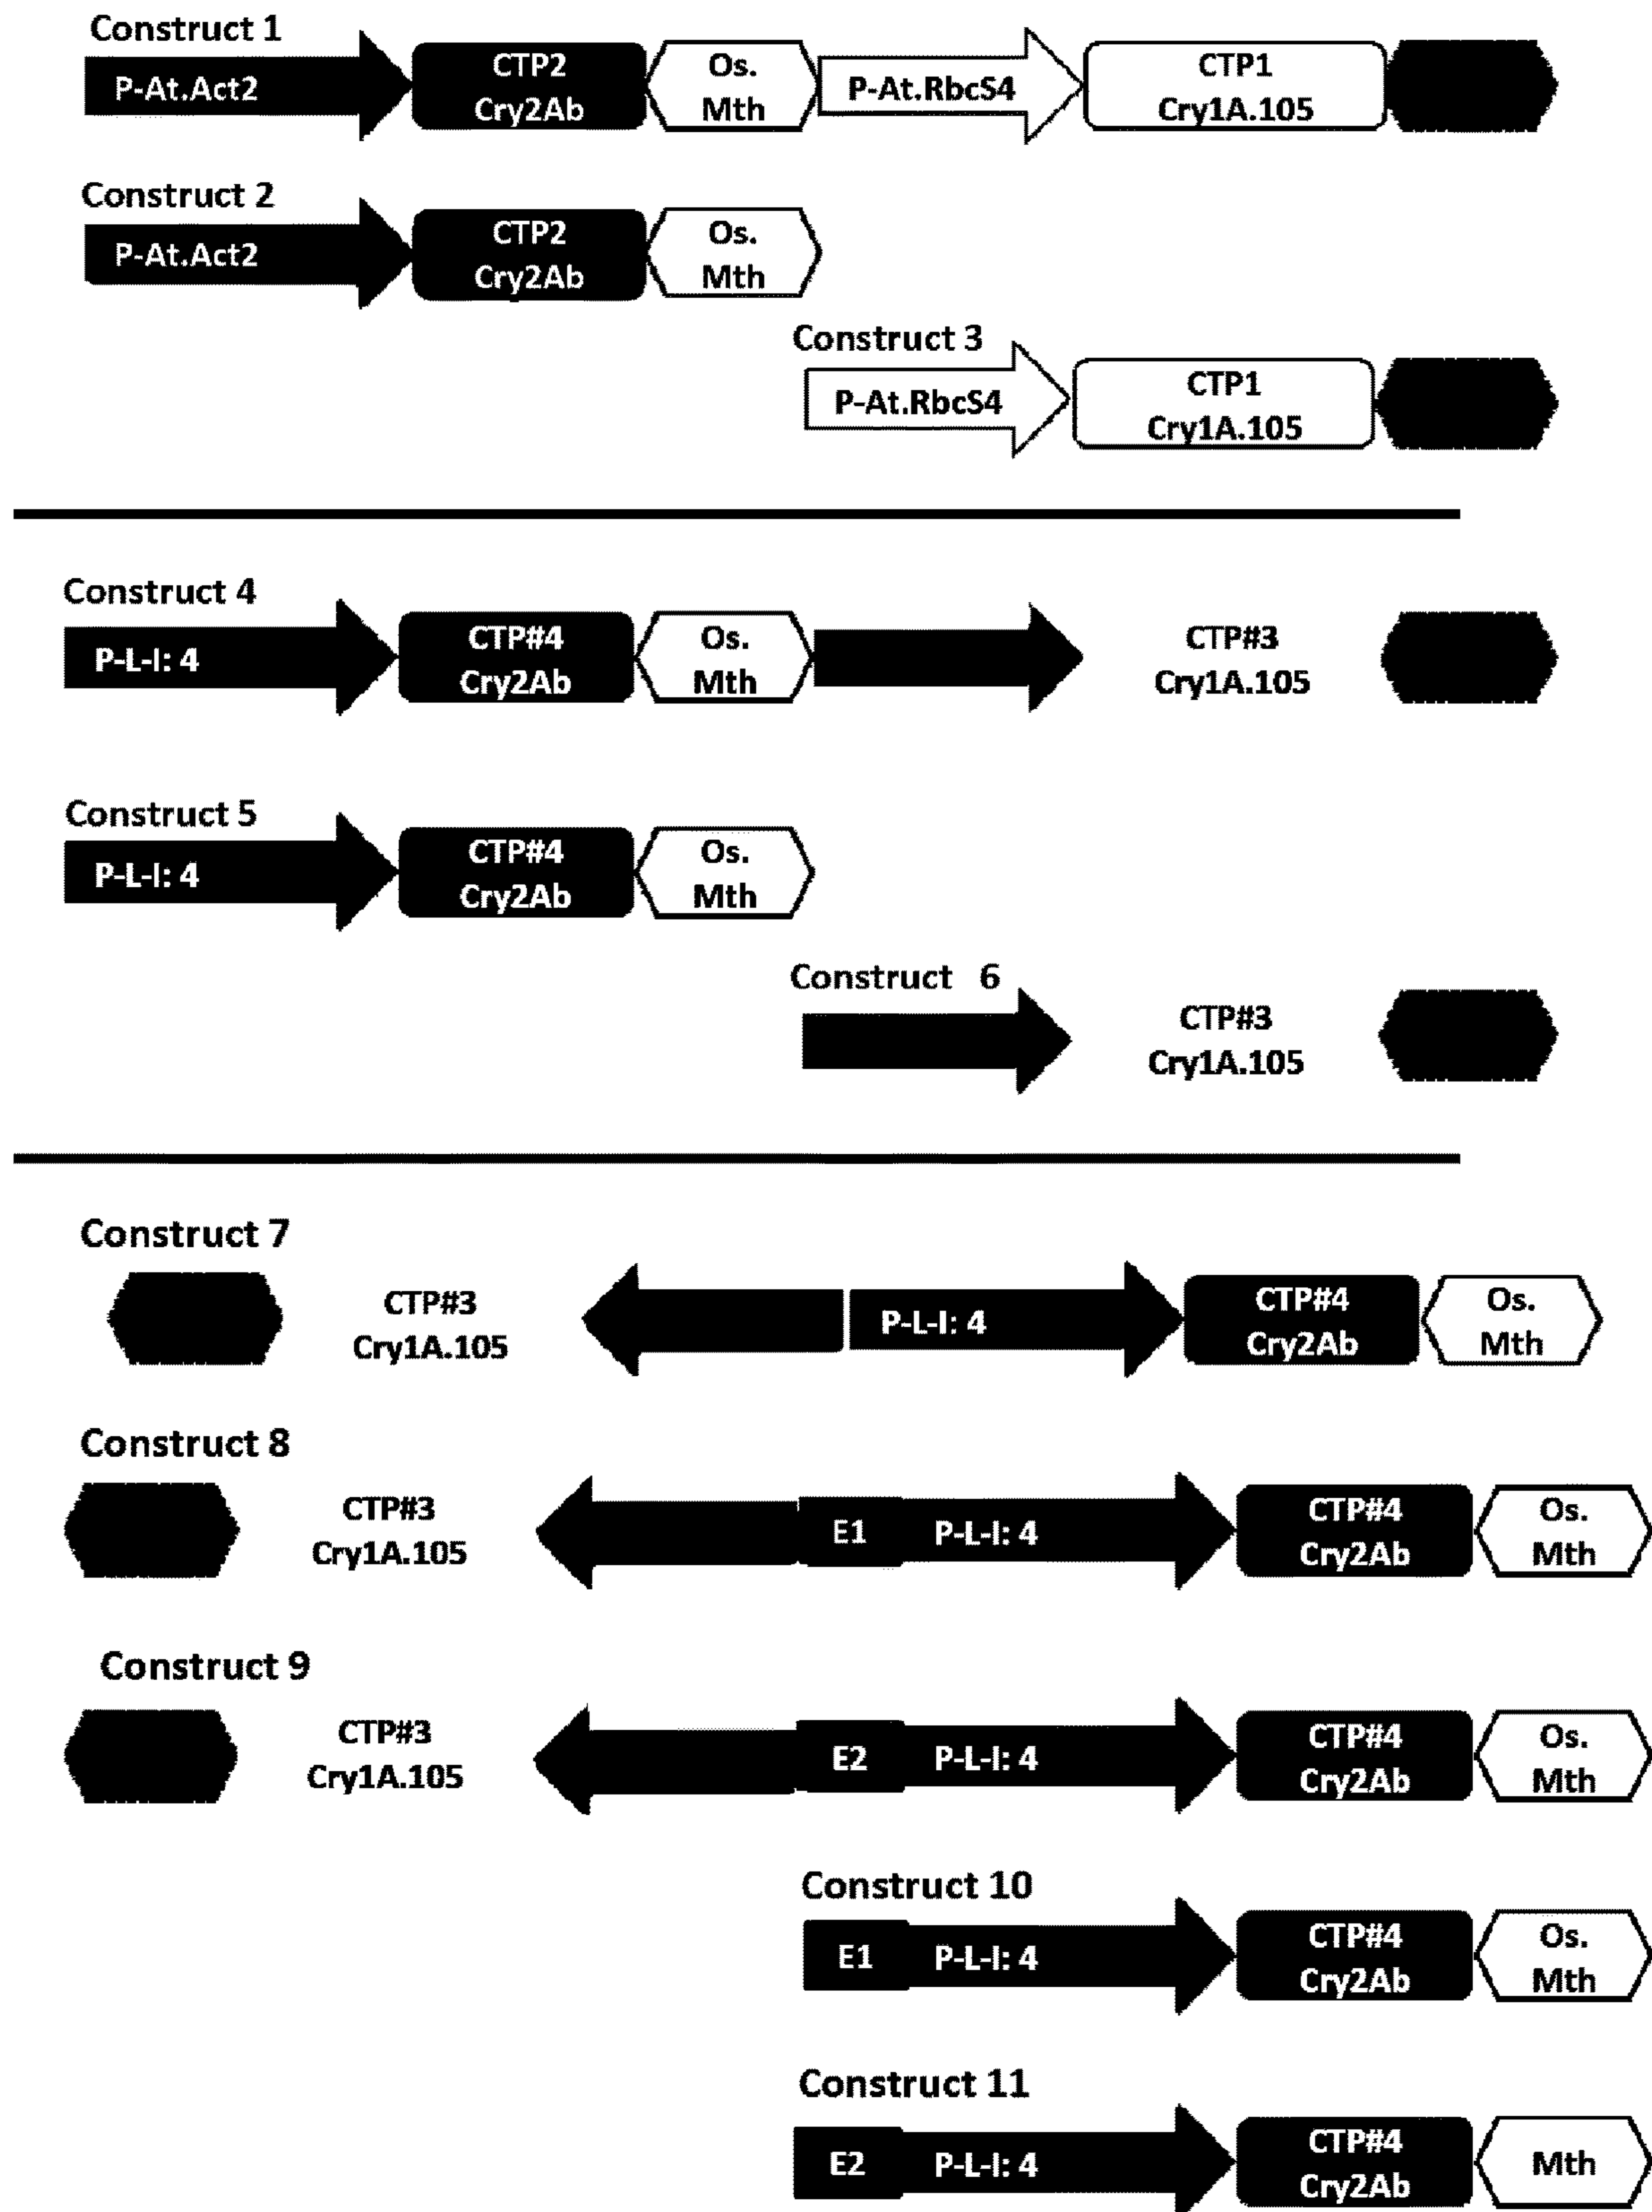 Construct 1
P-At.Act2
CTP2
Cry2Ab
Os.
Mth
P-At.RbcS4
CTP1
Cry1A.105
Construct 2
P-At.Act2
CTP2
Cry2Ab
Os.
Mth
Construct 3
P-At.RbcS4
CTP1
Cry1A.105
Construct 4
P-L-I: 4
CTP#4
Cry2Ab
Os.
Mth
CTP#3
Cry1A.105
Construct 5
P-L-I: 4
CTP#4
Cry2Ab
Os.
Mth
Construct 6
CTP#3
Cry1A.105
Construct 7
CTP#3
Cry1A.105
P-L-I: 4
CTP#4
Cry2Ab
Os.
Mth
Construct 8
CTP#3
Cry1A.105
E1
P-L-I: 4
CTP#4
Cry2Ab
Os.
Mth
Construct 9
CTP#3
Cry1A.105
E2
P-L-I: 4
CTP#4
Cry2Ab
Os.
Mth
Construct 10
E1
P-L-I: 4
CTP#4
Cry2Ab
Os.
Mth
Construct 11
E2
P-L-I: 4
CTP#4
Cry2Ab
Mth